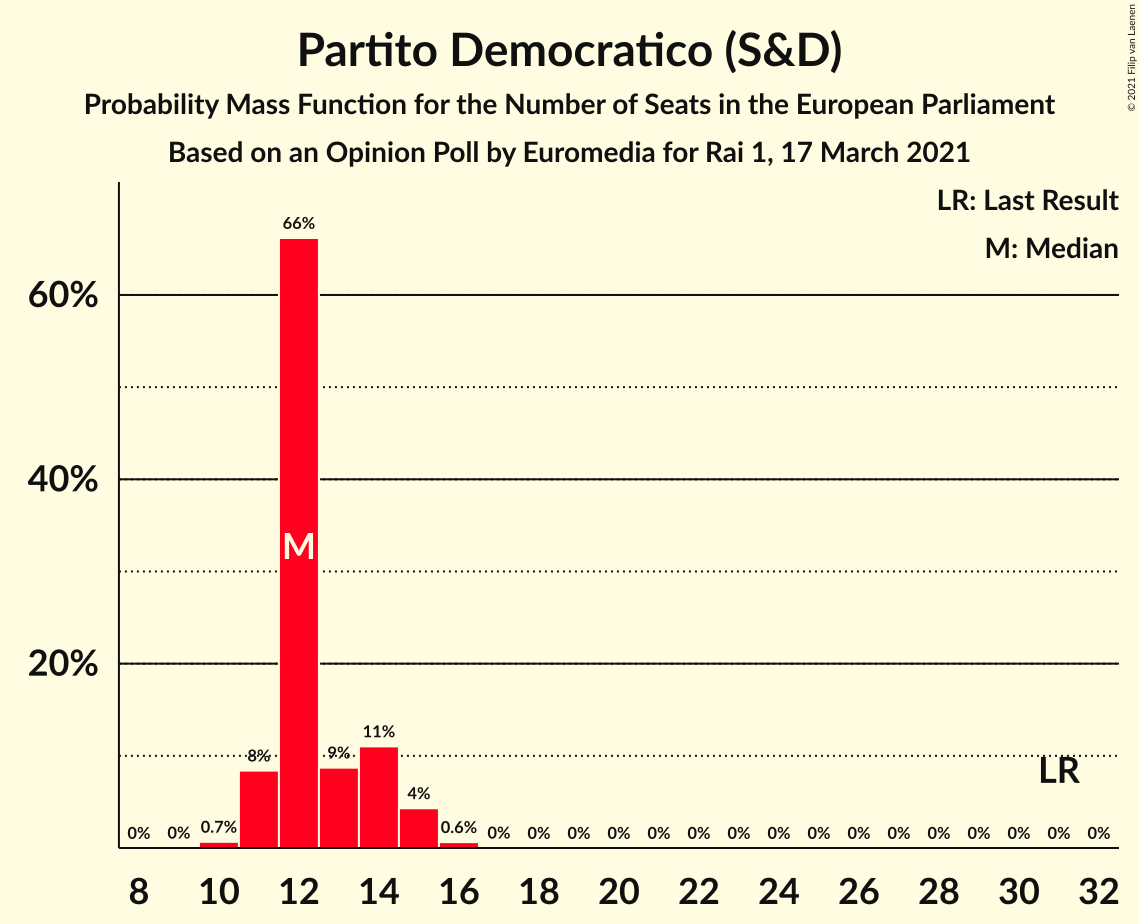 Partito Democratico (S&D)
Probability Mass Function for the Number of Seats in the European Parliament
Based on an Opinion Poll by Euromedia for Rai 1, 17 March 2021
© 2021 Filip van Laenen
LR: Last Result
M: Median
60%
40%
20%
0% 0% 0.7% 8% 66% 9% 11% 4% 0.6% 0% 0% 0% 0% 0% 0% 0% 0% 0% 0% 0% 0% 0% 0% 0% 0%
M
LR
8 10 12 14 16 18 20 22 24 26 28 30 32